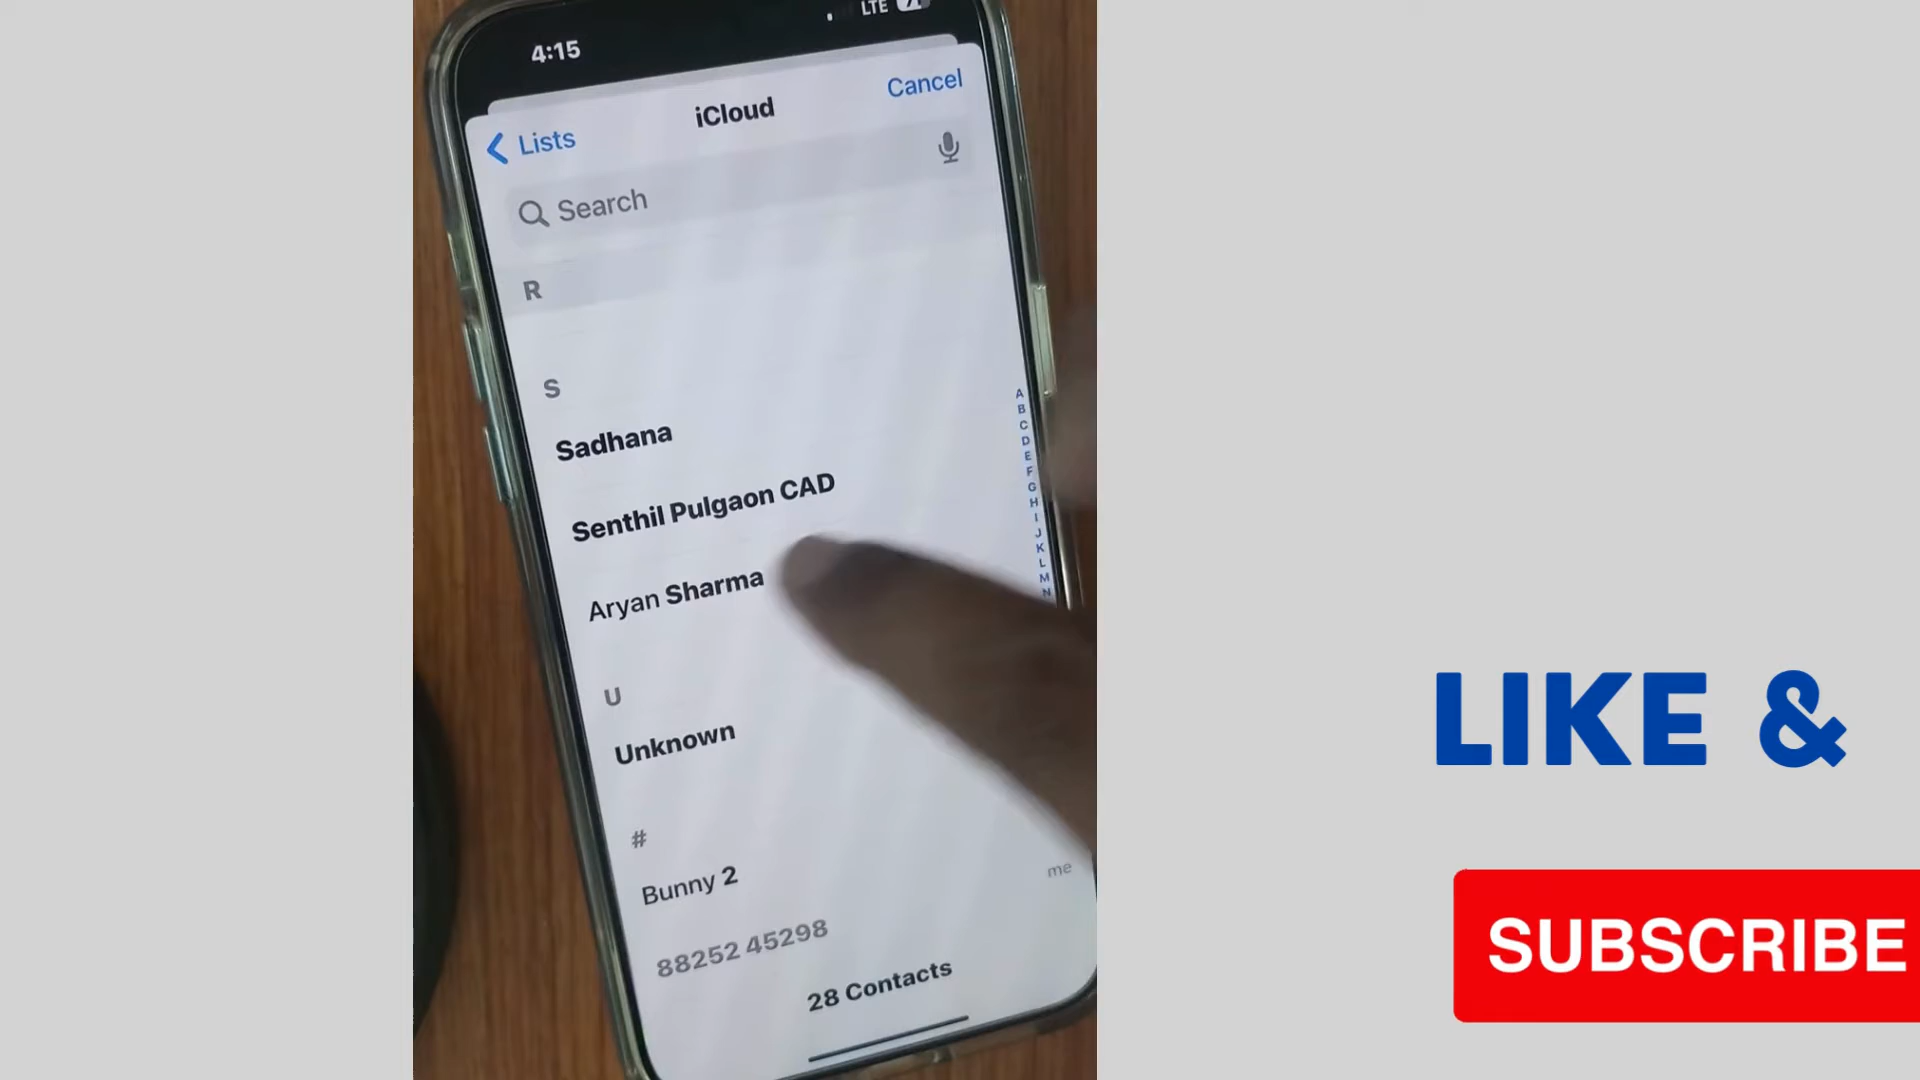 4:15
LTE
Lists
iCloud
Cancel
Search
R
S
Sadhana
Senthil Pulgaon CAD
Aryan Sharma
U
Unknown
#
Bunny 2
me
88252 45298
28 Contacts
A
B
C
D
E
F
G
H
I
J
K
L
M
N
LIKE &
SUBSCRIBE